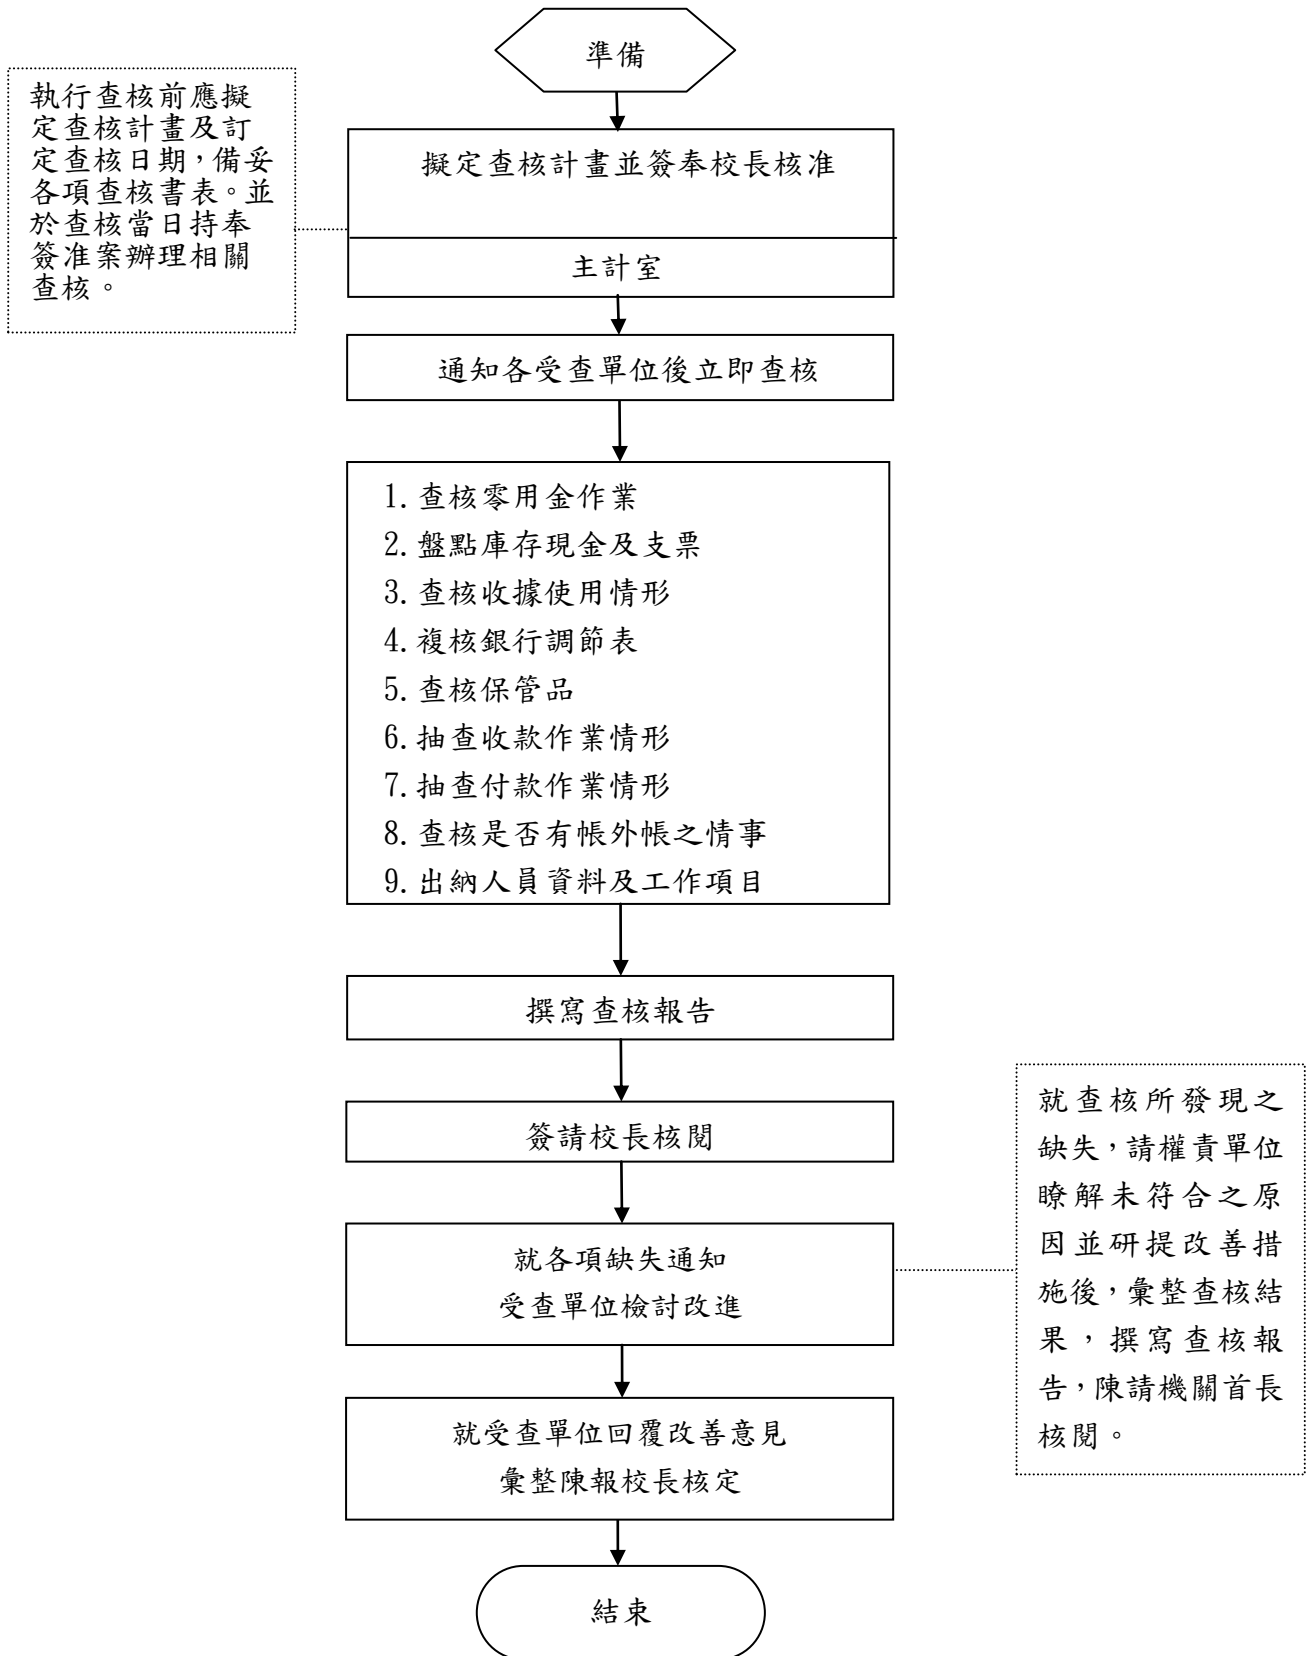 準備
執行查核前應擬
定查核計畫及訂
定查核日期，備妥
各項查核書表。並
於查核當日持奉
簽准案辦理相關
查核。
擬定查核計畫並簽奉校長核准
主計室
通知各受查單位後立即查核
1.查核零用金作業
2.盤點庫存現金及支票
3.查核收據使用情形
4.複核銀行調節表
5.查核保管品
6.抽查收款作業情形
7.抽查付款作業情形
8.查核是否有帳外帳之情事
9.出納人員資料及工作項目
撰寫查核報告
簽請校長核閱
就各項缺失通知
受查單位檢討改進
就查核所發現之
缺失，請權責單位
瞭解未符合之原
因並研提改善措
施後，彙整查核結
果，撰寫查核報
告，陳請機關首長
核閱。
就受查單位回覆改善意見
彙整陳報校長核定
結束